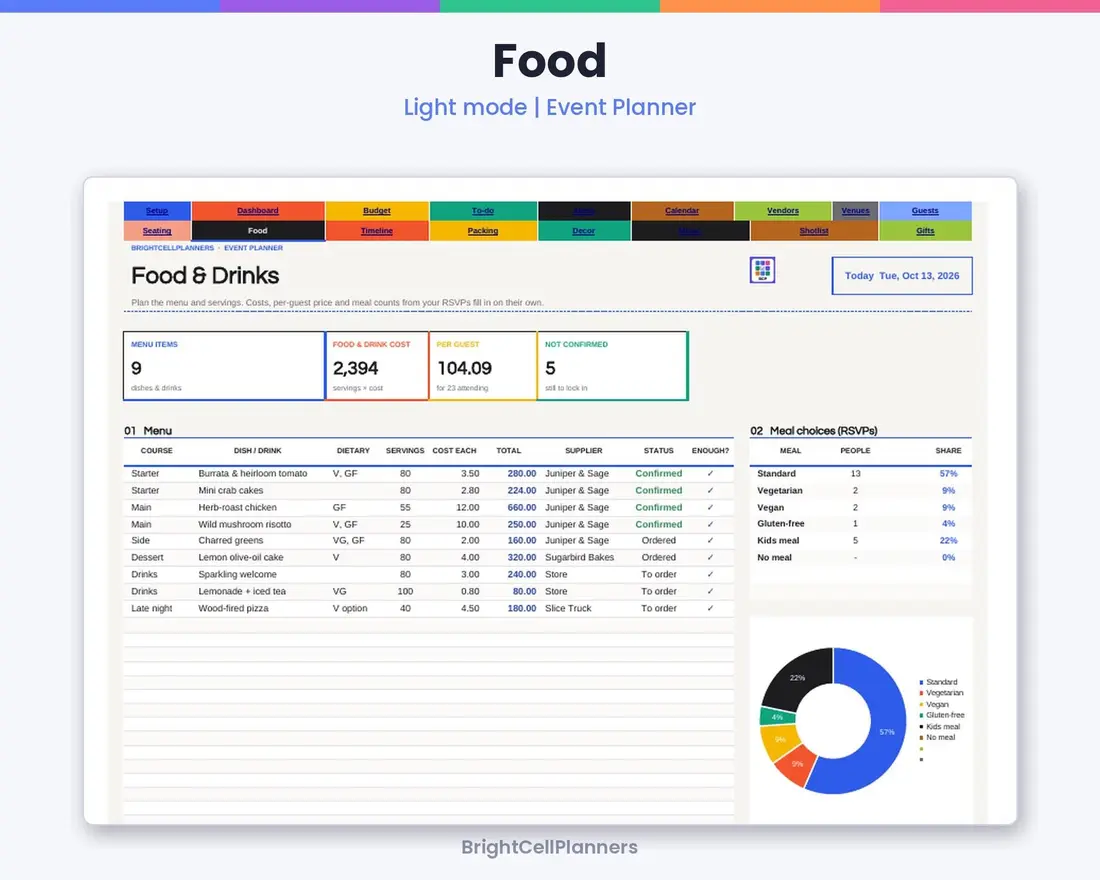 Food
Light mode | Event Planner
Setup Dashboard Budget To-do Calendar Vendors Venues Guests
Seating Food Timeline Packing Decor Shotlist Gifts
BRIGHTCELLPLANNERS - EVENT PLANNER
Food & Drinks
Today Tue, Oct 13, 2026
Plan the menu and servings. Costs, per-guest price and meal counts from your RSVPs fill in on their own.
MENU ITEMS FOOD & DRINK COST PER GUEST NOT CONFIRMED
9 2,394 104.09 5
dishes & drinks servings × cost for 23 attending still to lock in
01 Menu
COURSE DISH / DRINK DIETARY SERVINGS COST EACH TOTAL SUPPLIER STATUS ENOUGH?
Starter Burrata & heirloom tomato V, GF 80 3.50 280.00 Juniper & Sage Confirmed ✓
Starter Mini crab cakes 80 2.80 224.00 Juniper & Sage Confirmed ✓
Main Herb-roast chicken GF 55 12.00 660.00 Juniper & Sage Confirmed ✓
Main Wild mushroom risotto V, GF 25 10.00 250.00 Juniper & Sage Confirmed ✓
Side Charred greens VG, GF 80 2.00 160.00 Juniper & Sage Ordered ✓
Dessert Lemon olive-oil cake V 80 4.00 320.00 Sugarbird Bakes Ordered ✓
Drinks Sparkling welcome 80 3.00 240.00 Store To order ✓
Drinks Lemonade + iced tea VG 100 0.80 80.00 Store To order ✓
Late night Wood-fired pizza V option 40 4.50 180.00 Slice Truck To order ✓
02 Meal choices (RSVPs)
MEAL PEOPLE SHARE
Standard 13 57%
Vegetarian 2 9%
Vegan 2 9%
Gluten-free 1 4%
Kids meal 5 22%
No meal - 0%
22%
4%
9%
9%
57%
Standard
Vegetarian
Vegan
Gluten-free
Kids meal
No meal
BrightCellPlanners